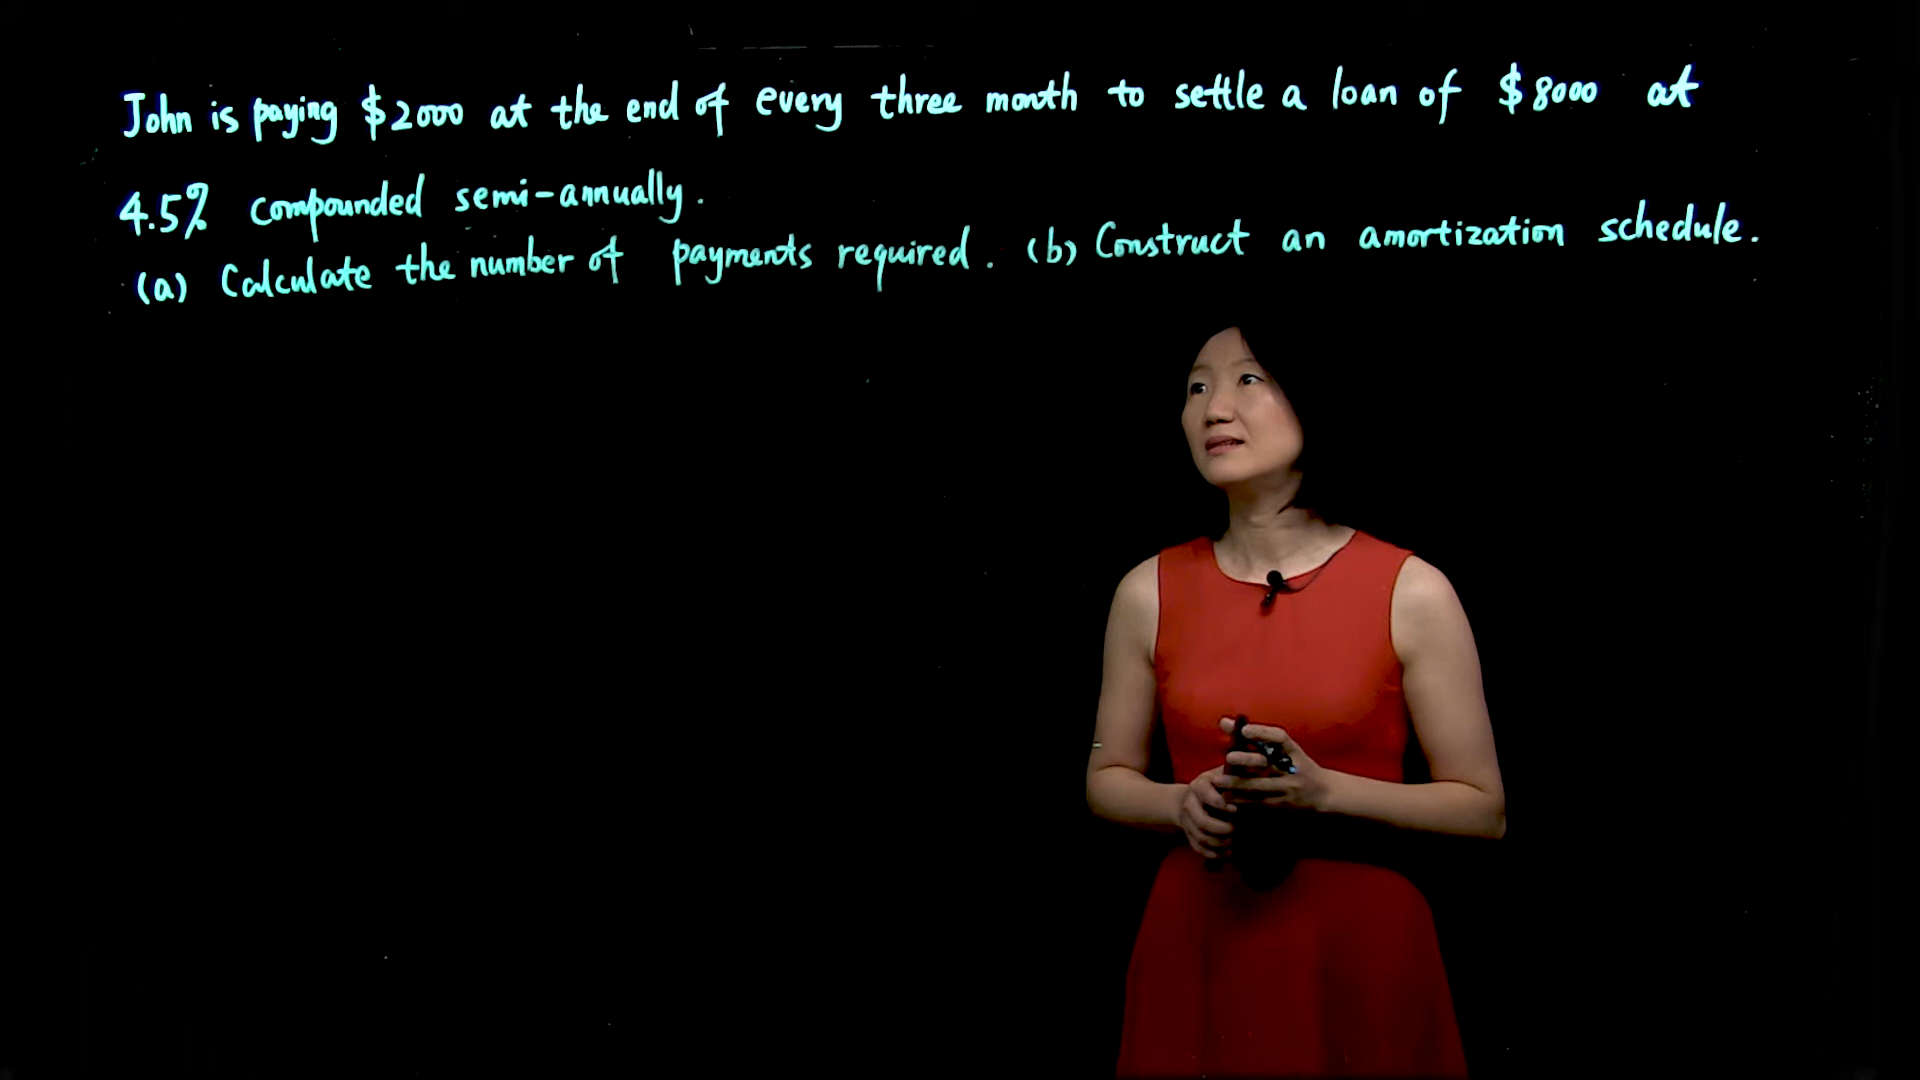 John is paying $2000 at the end of every three month to settle a loan of $8000 at
4.5% compounded semi-annually.
(a) Calculate the number of payments required. (b) Construct an amortization schedule.